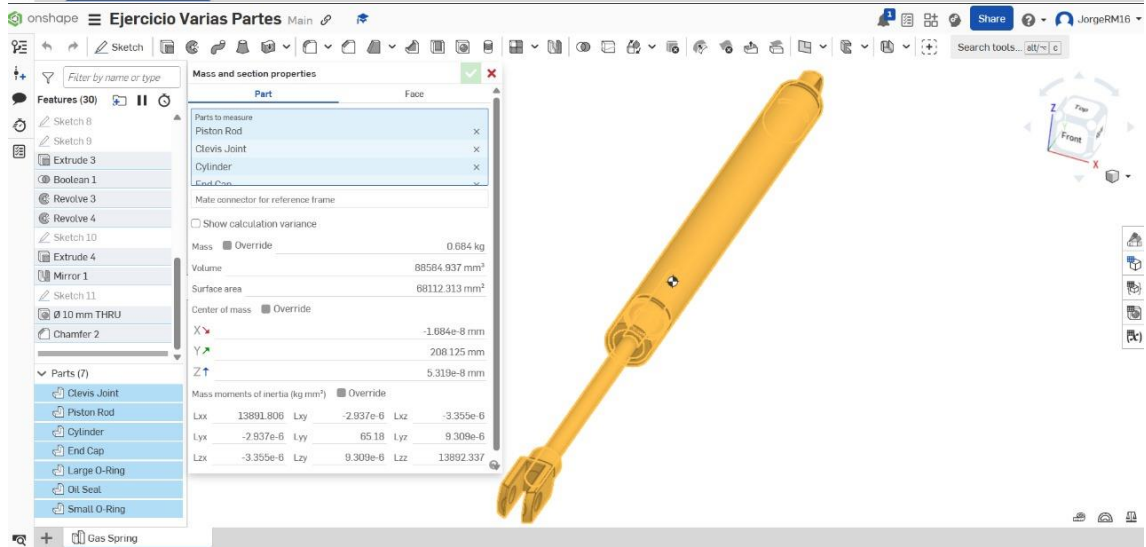 onshape Ejercicio Varias Partes Main
1 Share JorgeRM16
Sketch Search tools... alt/⌥ c
Filter by name or type
Features (30)
Sketch 8
Sketch 9
Extrude 3
Boolean 1
Revolve 3
Revolve 4
Sketch 10
Extrude 4
Mirror 1
Sketch 11
Ø 10 mm THRU
Chamfer 2
Parts (7)
Clevis Joint
Piston Rod
Cylinder
End Cap
Large O-Ring
Oil Seal
Small O-Ring
Mass and section properties
Part Face
Parts to measure
Piston Rod
Clevis Joint
Cylinder
End Cap
Mate connector for reference frame
Show calculation variance
Mass Override 0.684 kg
Volume 88584.937 mm³
Surface area 68112.313 mm²
Center of mass Override
X -1.684e-8 mm
Y 208.125 mm
Z 5.319e-8 mm
Mass moments of inertia (kg mm²) Override
Lxx 13891.806 Lxy -2.937e-6 Lxz -3.355e-6
Lyx -2.937e-6 Lyy 65.18 Lyz 9.309e-6
Lzx -3.355e-6 Lzy 9.309e-6 Lzz 13892.337
Z Top
Front
X
Gas Spring